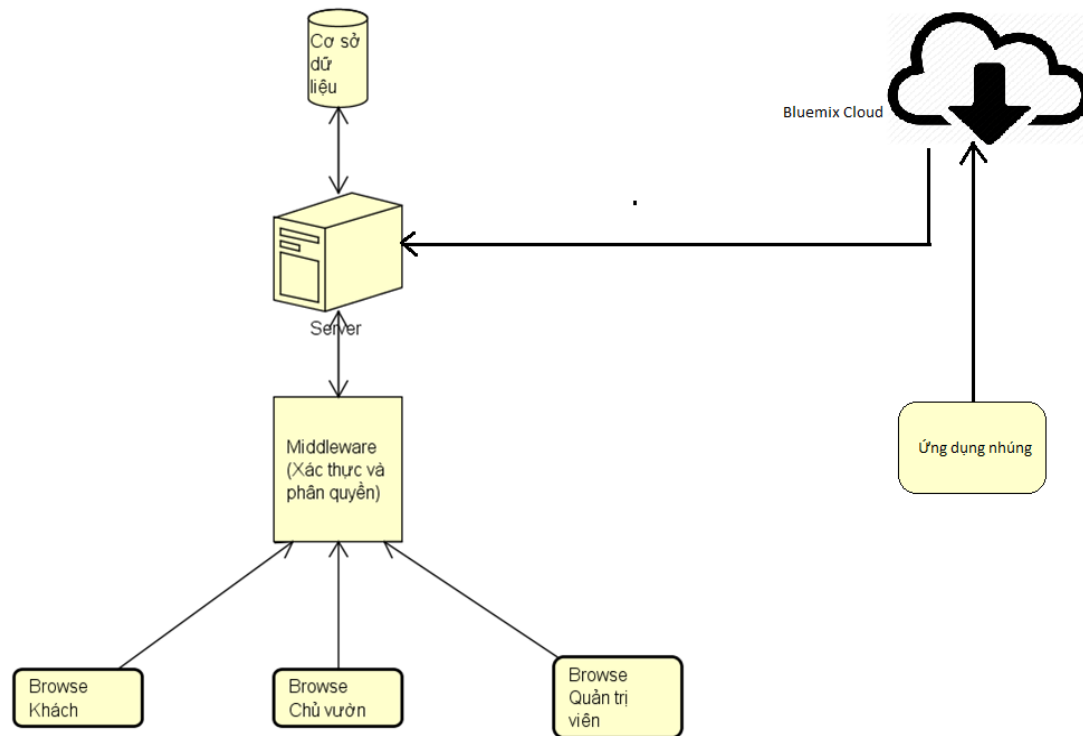 Cơ sở
dữ
liệu
Bluemix Cloud
Server
Middleware
(Xác thực và
phân quyền)
Ứng dụng nhúng
Browse
Khách
Browse
Chủ vườn
Browse
Quản trị
viên